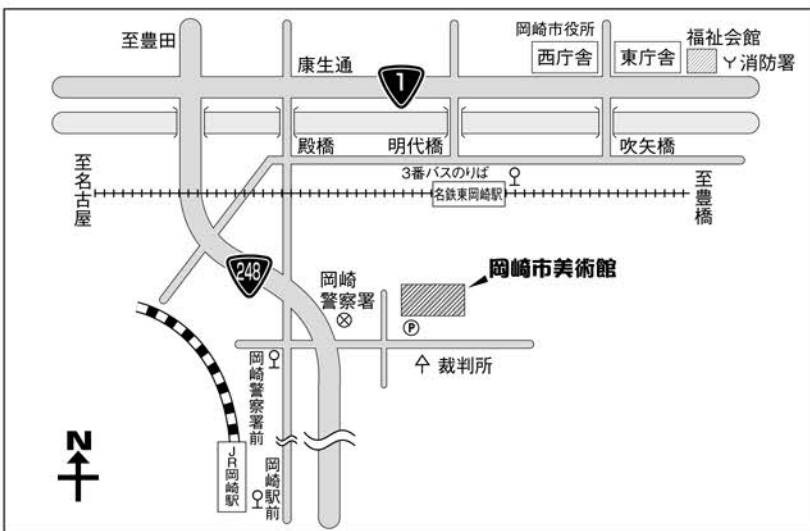 至豊田
康生通
1
岡崎市役所
西庁舎
東庁舎
福祉会館
消防署
殿橋
明代橋
吹矢橋
3番バスのりば
至名古屋
名鉄東岡崎駅
至豊橋
248
岡崎
警察署
岡崎市美術館
P
裁判所
岡崎警察署前
N
JR岡崎駅
岡崎駅前